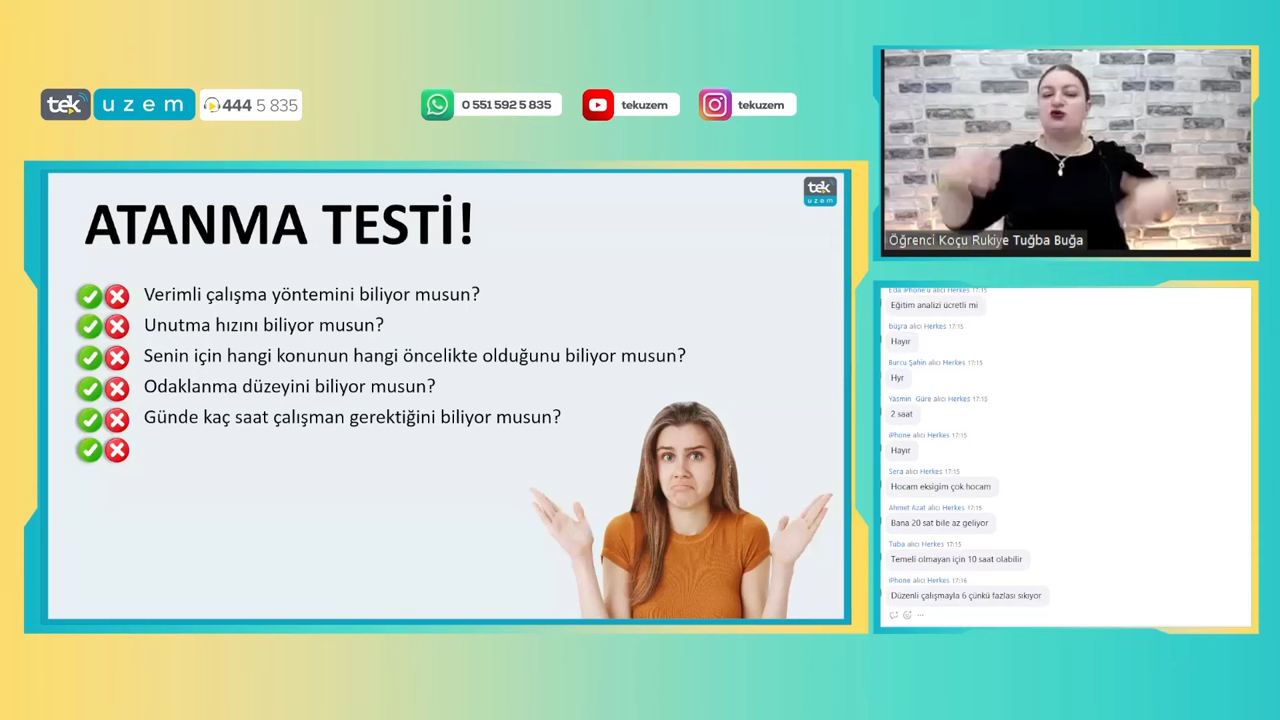 tek uzem 444 5 835
0 551 592 5 835
tekuzem
tekuzem
ATANMA TESTİ!
tek uzem
Verimli çalışma yöntemini biliyor musun?
Unutma hızını biliyor musun?
Senin için hangi konunun hangi öncelikte olduğunu biliyor musun?
Odaklanma düzeyini biliyor musun?
Günde kaç saat çalışman gerektiğini biliyor musun?
Öğrenci Koçu Rukiye Tuğba Buğa
Eda iPhone'u alıcı Herkes 17:15
Eğitim analizi ücretli mi
büşra alıcı Herkes 17:15
Hayır
Burcu Şahin alıcı Herkes 17:15
Hyr
Yasmin Güre alıcı Herkes 17:15
2 saat
iPhone alıcı Herkes 17:15
Hayır
Sera alıcı Herkes 17:15
Hocam eksigim çok hocam
Ahmet Azat alıcı Herkes 17:15
Bana 20 sat bile az geliyor
Tuba alıcı Herkes 17:15
Temeli olmayan için 10 saat olabilir
iPhone alıcı Herkes 17:16
Düzenli çalışmayla 6 çünkü fazlası sıkıyor